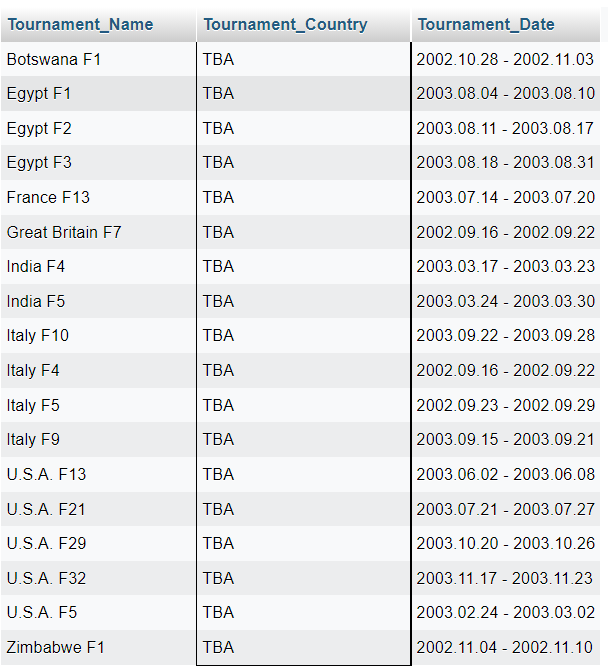 Tournament_Name Tournament_Country Tournament_Date
Botswana F1 TBA 2002.10.28 - 2002.11.03
Egypt F1 TBA 2003.08.04 - 2003.08.10
Egypt F2 TBA 2003.08.11 - 2003.08.17
Egypt F3 TBA 2003.08.18 - 2003.08.31
France F13 TBA 2003.07.14 - 2003.07.20
Great Britain F7 TBA 2002.09.16 - 2002.09.22
India F4 TBA 2003.03.17 - 2003.03.23
India F5 TBA 2003.03.24 - 2003.03.30
Italy F10 TBA 2003.09.22 - 2003.09.28
Italy F4 TBA 2002.09.16 - 2002.09.22
Italy F5 TBA 2002.09.23 - 2002.09.29
Italy F9 TBA 2003.09.15 - 2003.09.21
U.S.A. F13 TBA 2003.06.02 - 2003.06.08
U.S.A. F21 TBA 2003.07.21 - 2003.07.27
U.S.A. F29 TBA 2003.10.20 - 2003.10.26
U.S.A. F32 TBA 2003.11.17 - 2003.11.23
U.S.A. F5 TBA 2003.02.24 - 2003.03.02
Zimbabwe F1 TBA 2002.11.04 - 2002.11.10